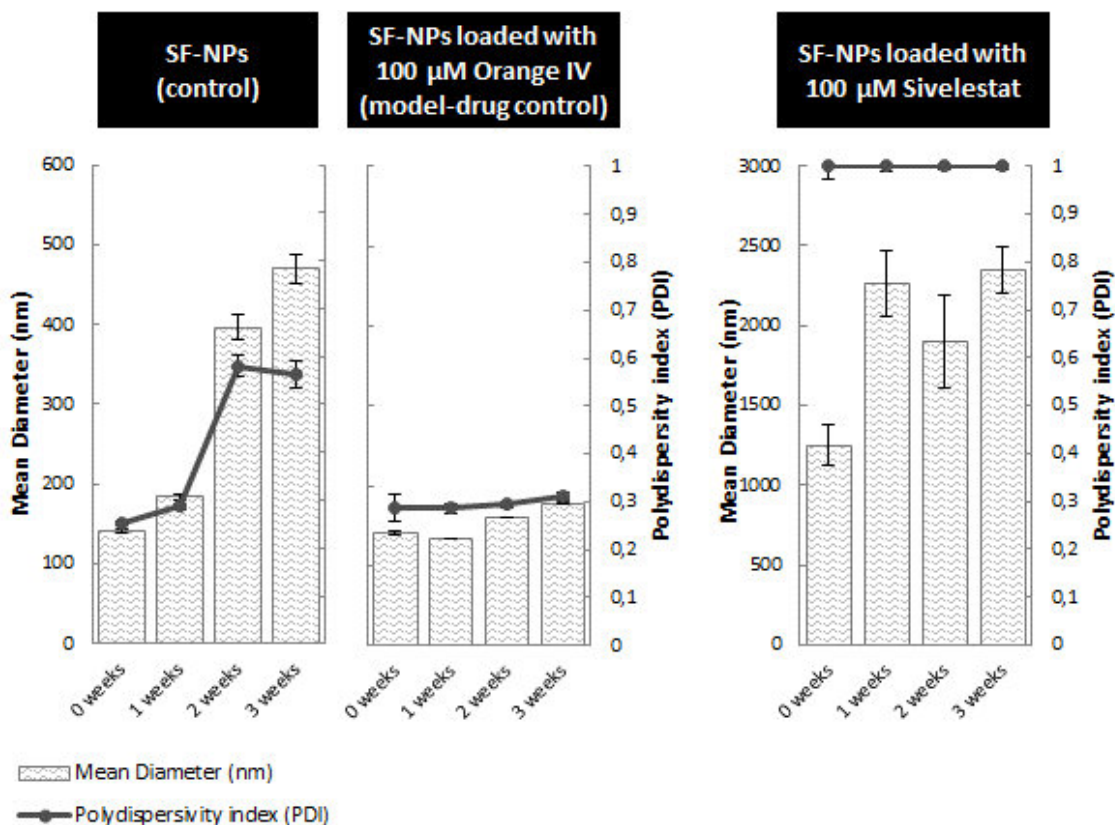 SF-NPs
(control)
SF-NPs loaded with
100 µM Orange IV
(model-drug control)
SF-NPs loaded with
100 µM Sivelestat
Mean Diameter (nm)
600
500
400
300
200
100
0
0 weeks
1 weeks
2 weeks
3 weeks
0 weeks
1 weeks
2 weeks
3 weeks
1
0,9
0,8
0,7
0,6
0,5
0,4
0,3
0,2
0,1
0
Polydispersity index (PDI)
Mean Diameter (nm)
3000
2500
2000
1500
1000
500
0
0 weeks
1 weeks
2 weeks
3 weeks
1
0,9
0,8
0,7
0,6
0,5
0,4
0,3
0,2
0,1
0
Polydispersity index (PDI)
Mean Diameter (nm)
Polydispersivity index (PDI)